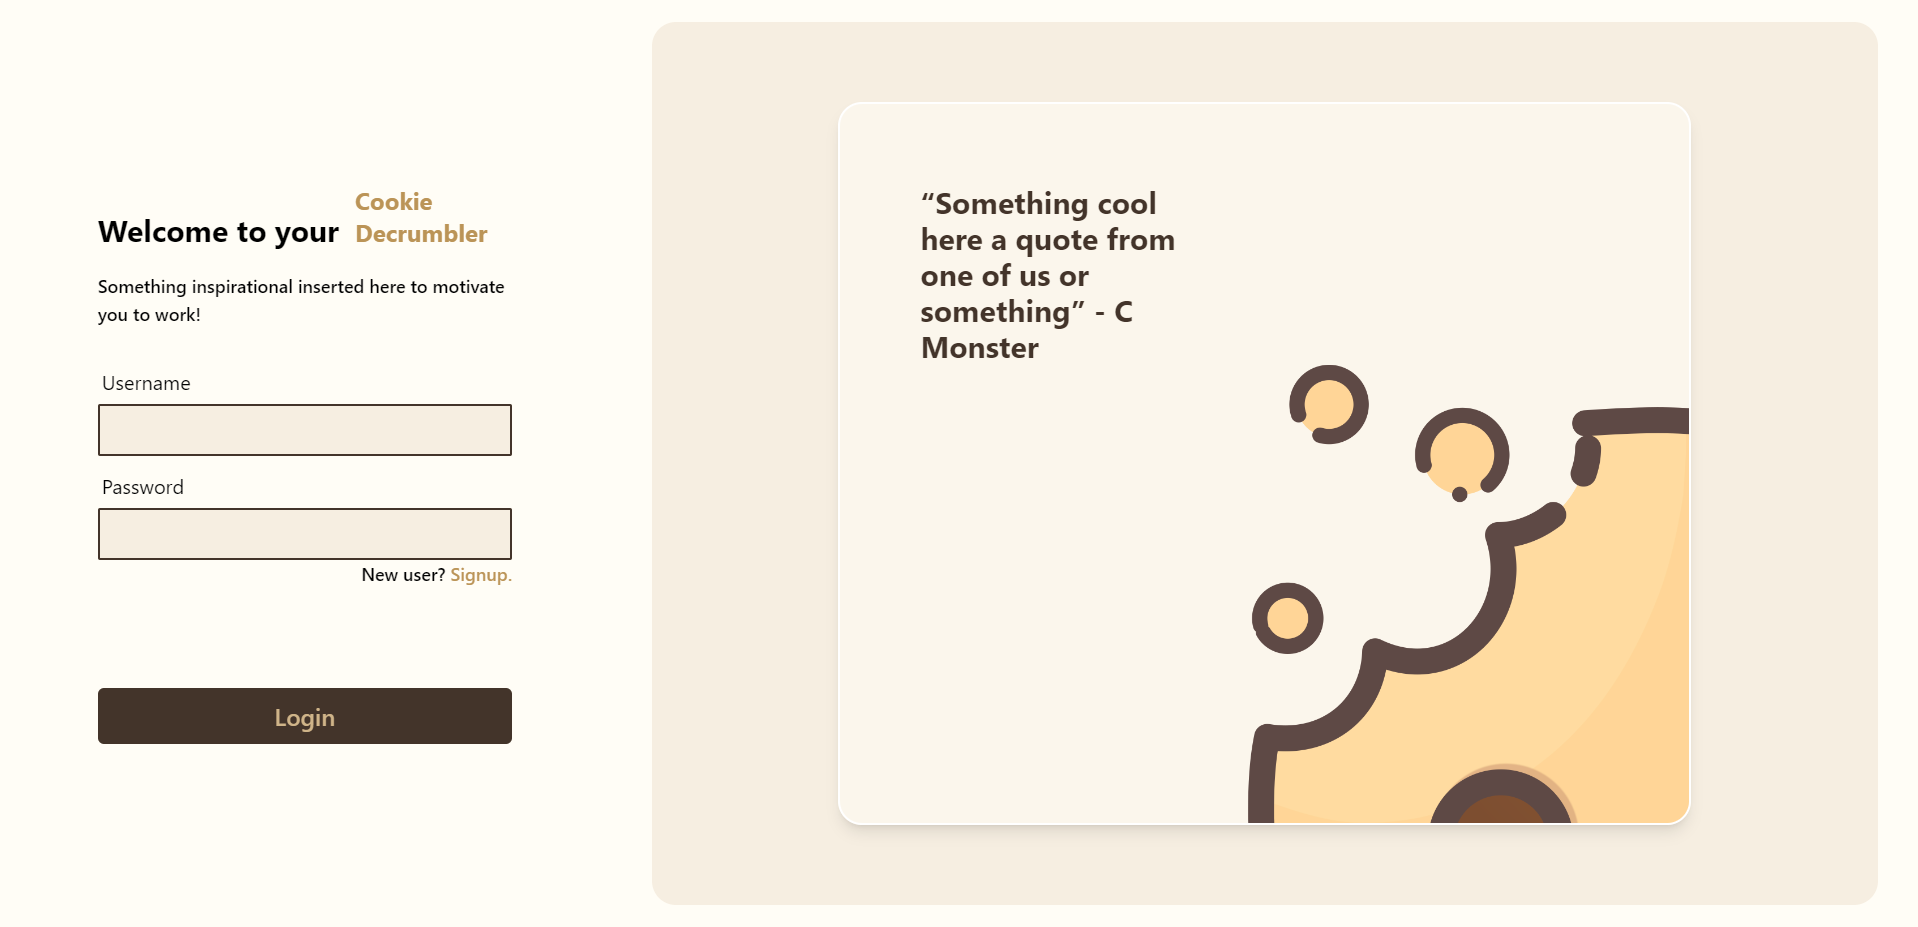 Welcome to your Cookie
Decrumbler
Something inspirational inserted here to motivate
you to work!
Username
Password
New user? Signup.
Login
“Something cool
here a quote from
one of us or
something” - C
Monster